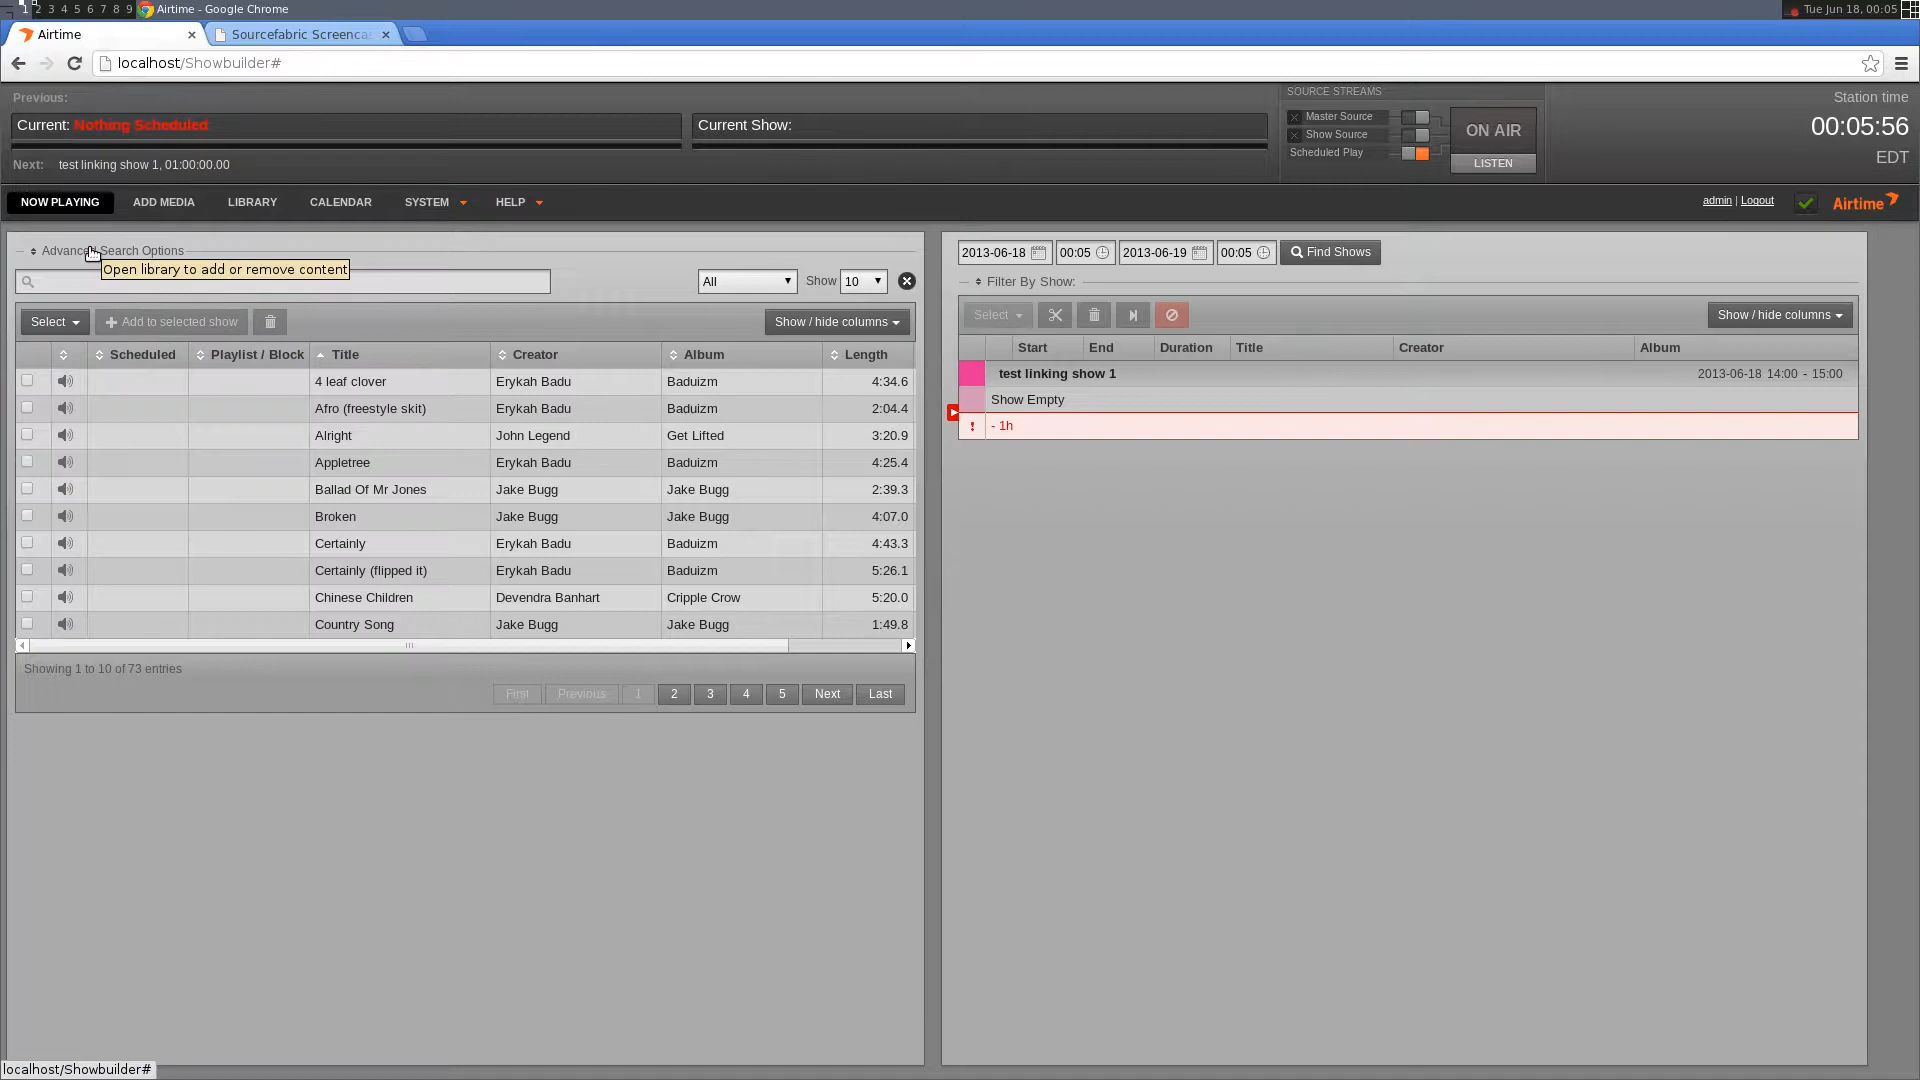 1 2 3 4 5 6 7 8 9 Airtime - Google Chrome
Tue Jun 18, 00:05
Airtime
Sourcefabric Screenca
localhost/Showbuilder#
Previous:
Current: Nothing Scheduled
Current Show:
Next: test linking show 1, 01:00:00.00
SOURCE STREAMS
Master Source
Show Source
Scheduled Play
ON AIR
LISTEN
Station time
00:05:56
EDT
NOW PLAYING ADD MEDIA LIBRARY CALENDAR SYSTEM HELP
admin | Logout
Airtime
Advanced Search Options
Open library to add or remove content
All Show 10
Select Add to selected show Show / hide columns
Scheduled Playlist / Block Title Creator Album Length
4 leaf clover Erykah Badu Baduizm 4:34.6
Afro (freestyle skit) Erykah Badu Baduizm 2:04.4
Alright John Legend Get Lifted 3:20.9
Appletree Erykah Badu Baduizm 4:25.4
Ballad Of Mr Jones Jake Bugg Jake Bugg 2:39.3
Broken Jake Bugg Jake Bugg 4:07.0
Certainly Erykah Badu Baduizm 4:43.3
Certainly (flipped it) Erykah Badu Baduizm 5:26.1
Chinese Children Devendra Banhart Cripple Crow 5:20.0
Country Song Jake Bugg Jake Bugg 1:49.8
Showing 1 to 10 of 73 entries
First Previous 1 2 3 4 5 Next Last
2013-06-18 00:05 2013-06-19 00:05 Find Shows
Filter By Show:
Select Show / hide columns
Start End Duration Title Creator Album
test linking show 1 2013-06-18 14:00 - 15:00
Show Empty
! - 1h
localhost/Showbuilder#